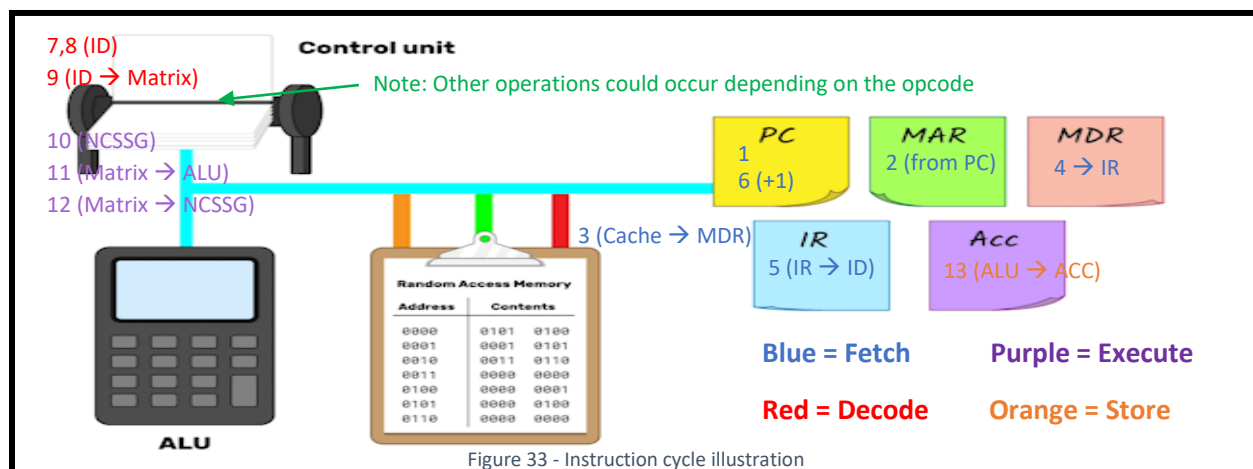 7,8 (ID)
Control unit
9 (ID → Matrix)
Note: Other operations could occur depending on the opcode
10 (NCSSG)
11 (Matrix → ALU)
12 (Matrix → NCSSG)
PC
1
6 (+1)
MAR
2 (from PC)
MDR
4 → IR
3 (Cache → MDR)
IR
5 (IR → ID)
Acc
13 (ALU → ACC)
Random Access Memory
Address Contents
0000 0101 0100
0001 0001 0101
0010 0011 0110
0011 0000 0000
0100 0000 0001
0101 0000 0100
0110 0000 0000
ALU
Blue = Fetch
Purple = Execute
Red = Decode
Orange = Store
Figure 33 - Instruction cycle illustration